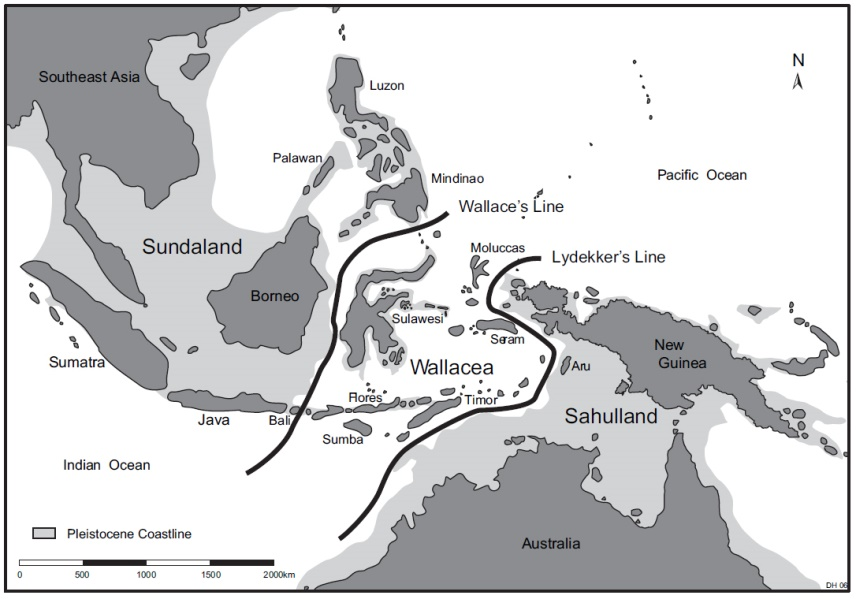 Southeast Asia
Luzon
N
Palawan
Mindinao
Pacific Ocean
Wallace's Line
Sundaland
Moluccas
Lydekker's Line
Borneo
Sulawesi
Seram
New
Guinea
Sumatra
Wallacea
Aru
Flores
Timor
Java
Bali
Sahulland
Sumba
Indian Ocean
Pleistocene Coastline
Australia
0 500 1000 1500 2000km
DH 06